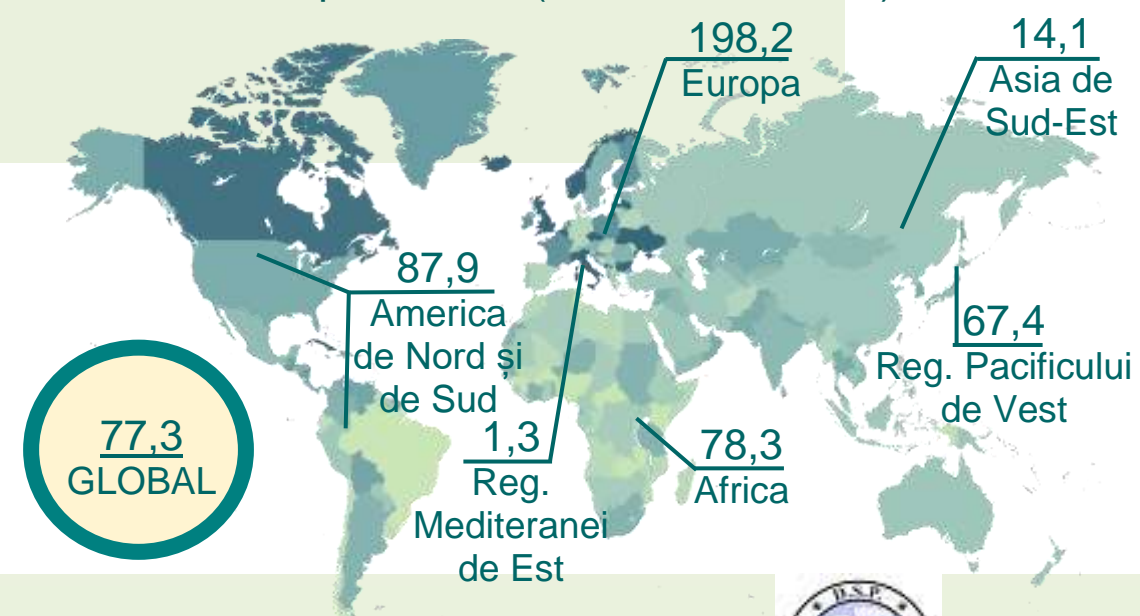 198,2
Europa
14,1
Asia de
Sud-Est
87,9
America
de Nord și
de Sud
67,4
Reg. Pacificului
de Vest
77,3
GLOBAL
1,3
Reg.
Mediteranei
de Est
78,3
Africa
D.S.P.